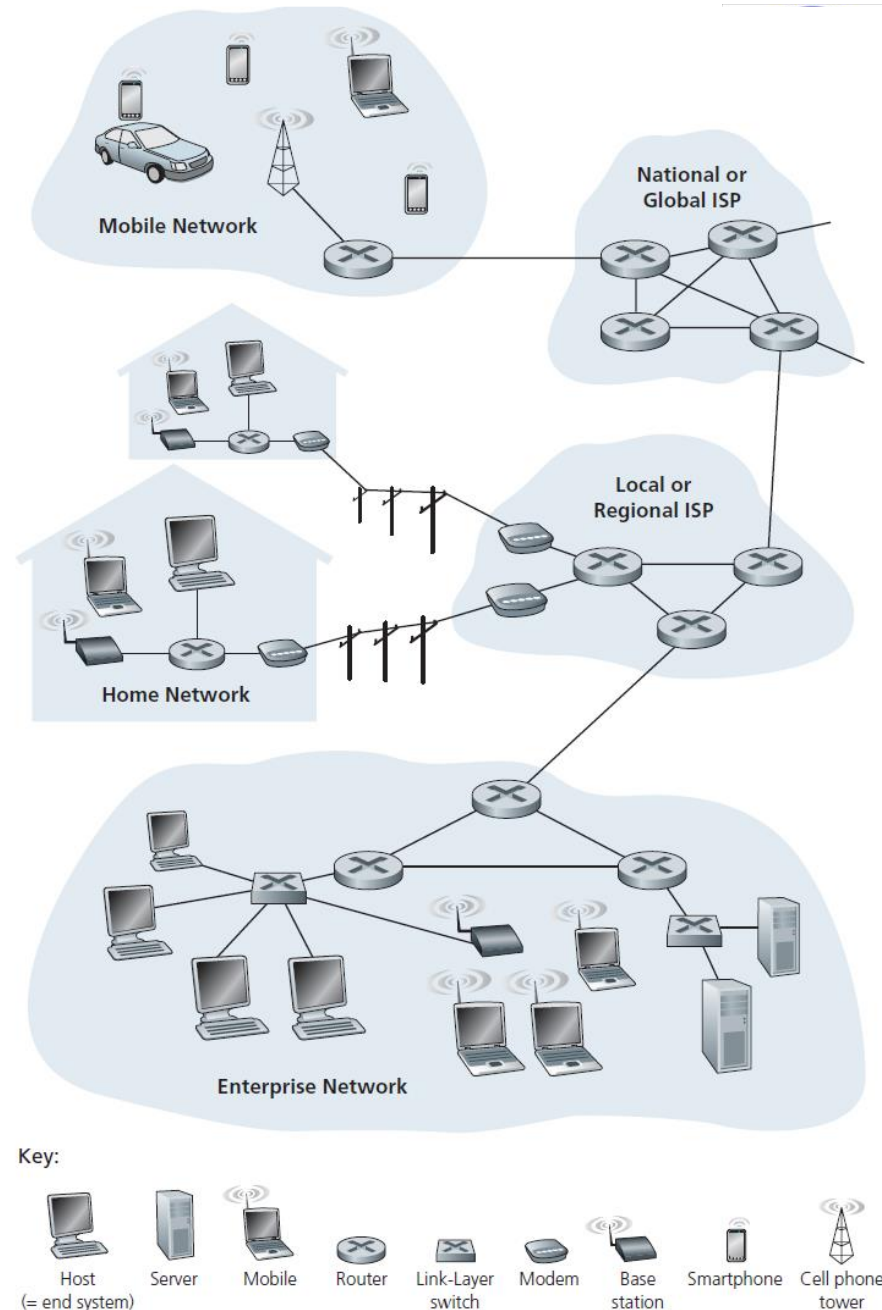 National or
Global ISP
Mobile Network
Local or
Regional ISP
Home Network
Enterprise Network
Key:
Host
(= end system)
Server
Mobile
Router
Link-Layer
switch
Modem
Base
station
Smartphone
Cell phone
tower